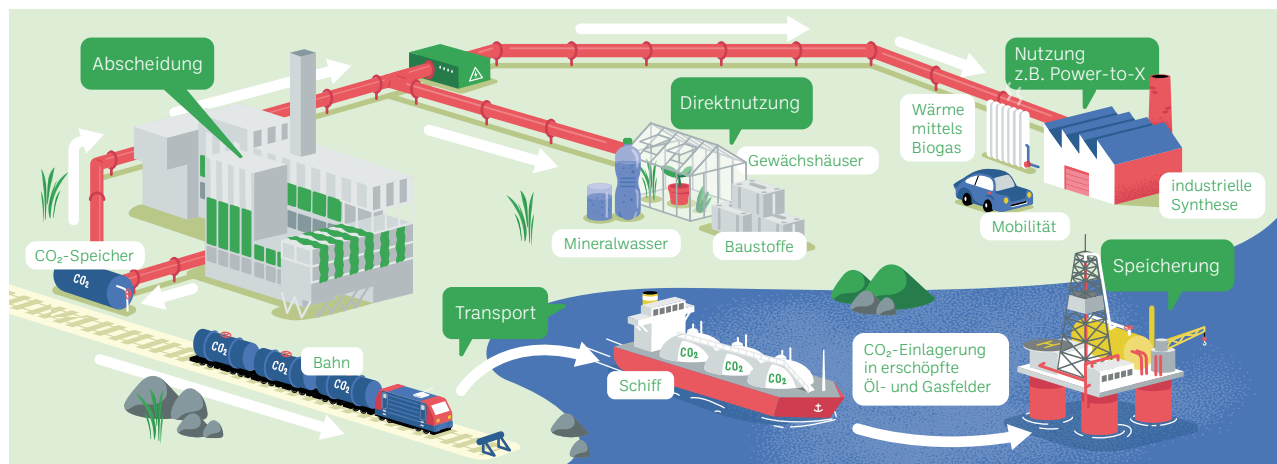 Abscheidung
Nutzung
z.B. Power-to-X
Direktnutzung
Wärme
mittels
Biogas
Gewächshäuser
industrielle
Synthese
Mobilität
Mineralwasser
Baustoffe
CO₂-Speicher
CO₂
Speicherung
Transport
Bahn
CO₂
CO₂
CO₂
Schiff
CO₂
CO₂
CO₂
CO₂-Einlagerung
in erschöpfte
Öl- und Gasfelder